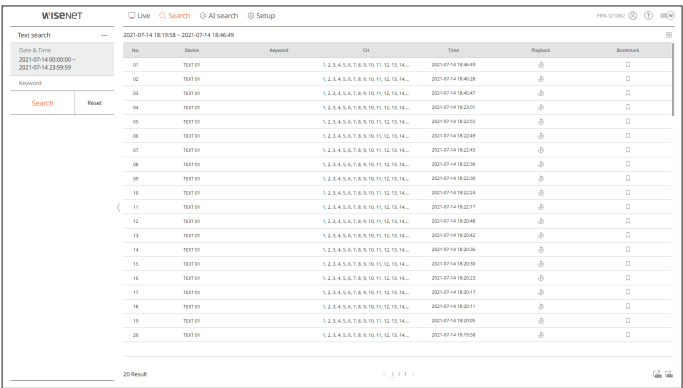 WISENET
Live Search AI search Setup
PRN-3210B2
Text search ...
2021-07-14 18:19:58 ~ 2021-07-14 18:46:49
Date & Time
2021-07-14 00:00:00 ~
2021-07-14 23:59:59
Keyword
Search Reset
No. Device Keyword CH Time Playback Bookmark
01 TEXT 01 1, 2, 3, 4, 5, 6, 7, 8, 9, 10, 11, 12, 13, 14,... 2021-07-14 18:46:49
02 TEXT 01 1, 2, 3, 4, 5, 6, 7, 8, 9, 10, 11, 12, 13, 14,... 2021-07-14 18:46:28
03 TEXT 01 1, 2, 3, 4, 5, 6, 7, 8, 9, 10, 11, 12, 13, 14,... 2021-07-14 18:45:47
04 TEXT 01 1, 2, 3, 4, 5, 6, 7, 8, 9, 10, 11, 12, 13, 14,... 2021-07-14 18:23:01
05 TEXT 01 1, 2, 3, 4, 5, 6, 7, 8, 9, 10, 11, 12, 13, 14,... 2021-07-14 18:22:55
06 TEXT 01 1, 2, 3, 4, 5, 6, 7, 8, 9, 10, 11, 12, 13, 14,... 2021-07-14 18:22:49
07 TEXT 01 1, 2, 3, 4, 5, 6, 7, 8, 9, 10, 11, 12, 13, 14,... 2021-07-14 18:22:43
08 TEXT 01 1, 2, 3, 4, 5, 6, 7, 8, 9, 10, 11, 12, 13, 14,... 2021-07-14 18:22:36
09 TEXT 01 1, 2, 3, 4, 5, 6, 7, 8, 9, 10, 11, 12, 13, 14,... 2021-07-14 18:22:30
10 TEXT 01 1, 2, 3, 4, 5, 6, 7, 8, 9, 10, 11, 12, 13, 14,... 2021-07-14 18:22:24
11 TEXT 01 1, 2, 3, 4, 5, 6, 7, 8, 9, 10, 11, 12, 13, 14,... 2021-07-14 18:22:17
12 TEXT 01 1, 2, 3, 4, 5, 6, 7, 8, 9, 10, 11, 12, 13, 14,... 2021-07-14 18:20:48
13 TEXT 01 1, 2, 3, 4, 5, 6, 7, 8, 9, 10, 11, 12, 13, 14,... 2021-07-14 18:20:42
14 TEXT 01 1, 2, 3, 4, 5, 6, 7, 8, 9, 10, 11, 12, 13, 14,... 2021-07-14 18:20:36
15 TEXT 01 1, 2, 3, 4, 5, 6, 7, 8, 9, 10, 11, 12, 13, 14,... 2021-07-14 18:20:30
16 TEXT 01 1, 2, 3, 4, 5, 6, 7, 8, 9, 10, 11, 12, 13, 14,... 2021-07-14 18:20:23
17 TEXT 01 1, 2, 3, 4, 5, 6, 7, 8, 9, 10, 11, 12, 13, 14,... 2021-07-14 18:20:17
18 TEXT 01 1, 2, 3, 4, 5, 6, 7, 8, 9, 10, 11, 12, 13, 14,... 2021-07-14 18:20:11
19 TEXT 01 1, 2, 3, 4, 5, 6, 7, 8, 9, 10, 11, 12, 13, 14,... 2021-07-14 18:20:05
20 TEXT 01 1, 2, 3, 4, 5, 6, 7, 8, 9, 10, 11, 12, 13, 14,... 2021-07-14 18:19:58
20 Result < 1 / 1 >